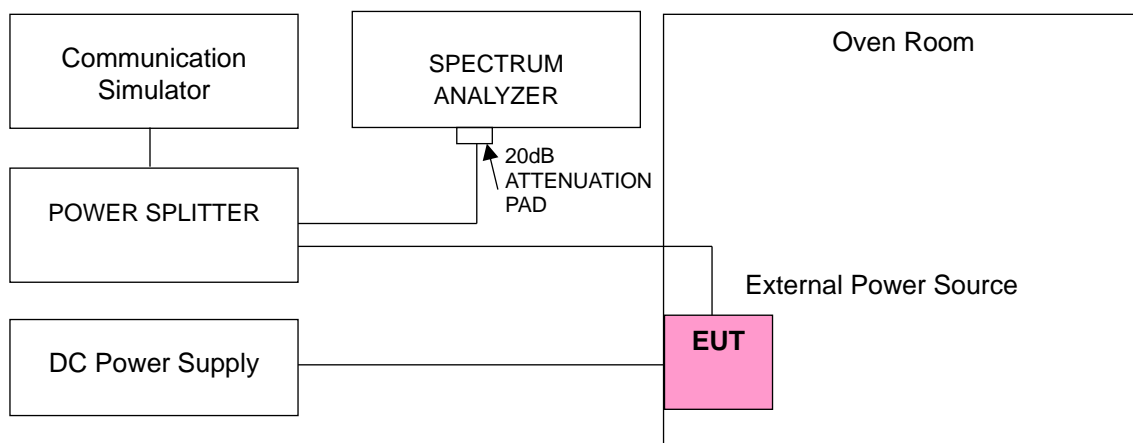 Communication
Simulator
SPECTRUM
ANALYZER
Oven Room
20dB
ATTENUATION
PAD
POWER SPLITTER
External Power Source
EUT
DC Power Supply